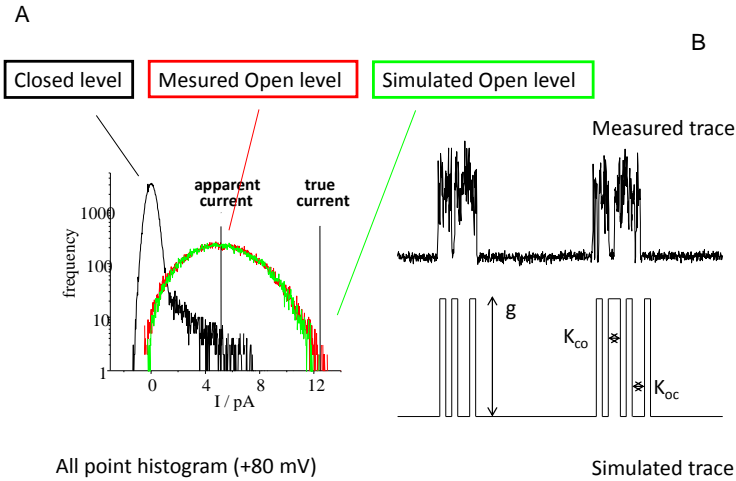 A
B
Closed level
Mesured Open level
Simulated Open level
Measured trace
apparent current
true current
frequency
1000
100
10
1
0
4
8
12
I / pA
g
Kco
Koc
All point histogram (+80 mV)
Simulated trace